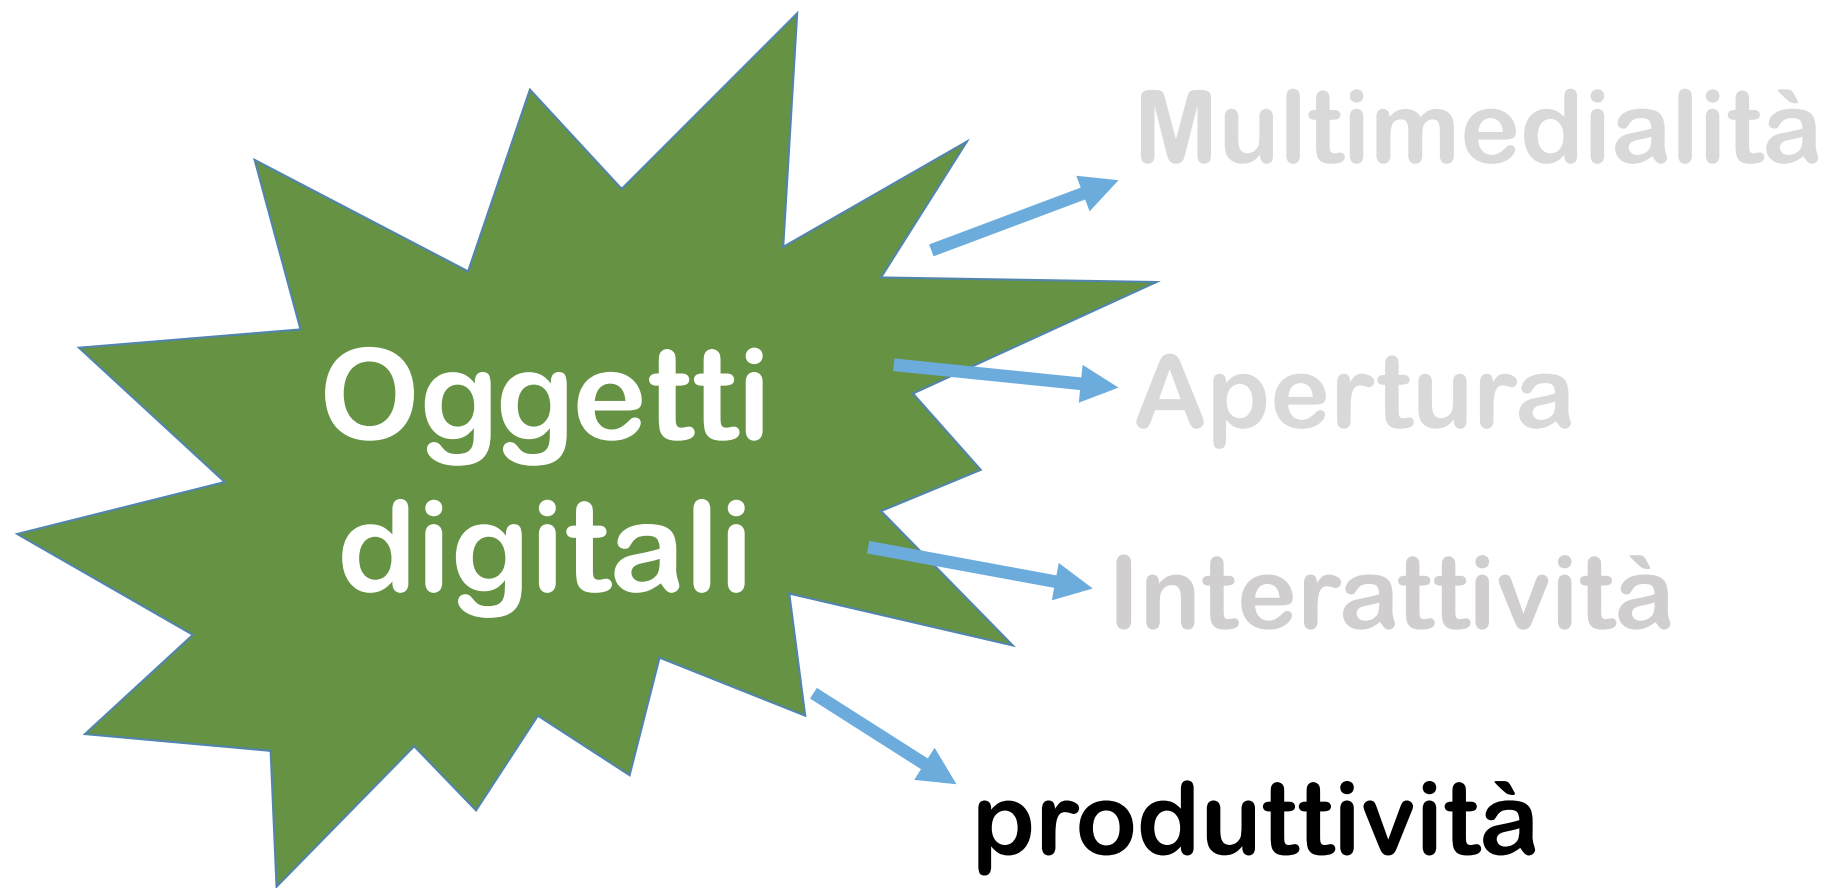 Oggetti
digitali
Multimedialità
Apertura
Interattività
produttività